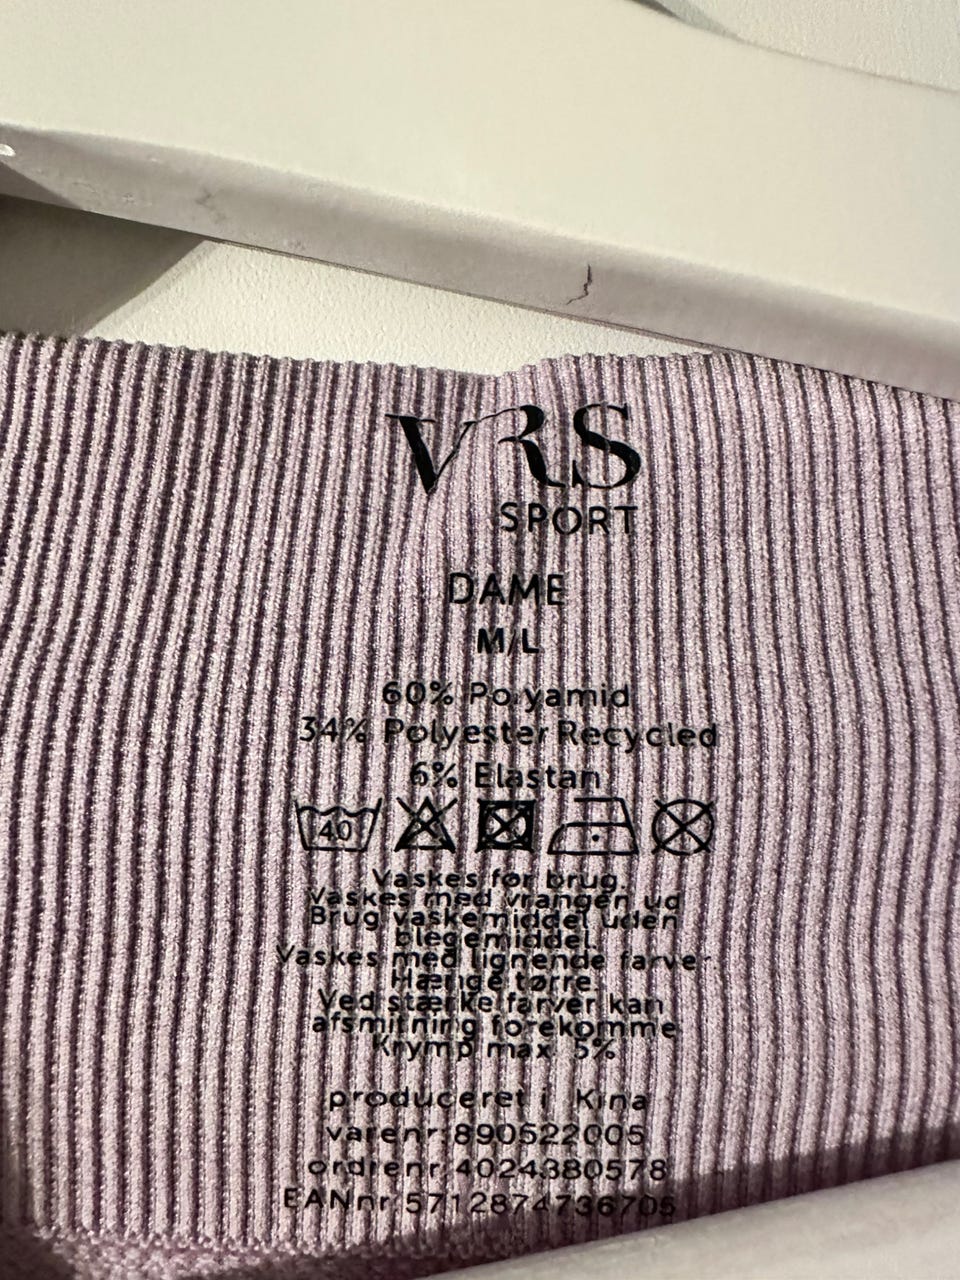 VRS
SPORT
DAME
M/L
60% Polyamid
34% Polyester Recycled
6% Elastan
40
Vaskes før brug.
Vaskes med vrangen ud
Brug vaskemiddel uden
blegemiddel.
Vaskes med lignende farver
Hænge tørre.
Ved stærke farver kan
afsmitning forekomme
Krymp max. 5%
produceret i Kina
varenr:890522005
ordrenr:4024380578
EANnr:5712874736705